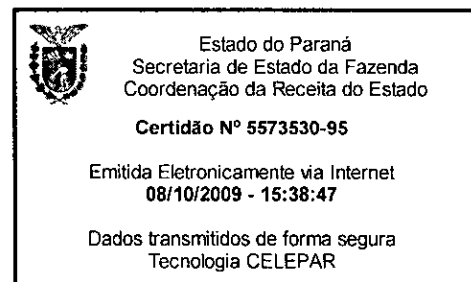 Estado do Paraná
Secretaria de Estado da Fazenda
Coordenação da Receita do Estado
Certidão Nº 5573530-95
Emitida Eletronicamente via Internet
08/10/2009 - 15:38:47
Dados transmitidos de forma segura
Tecnologia CELEPAR